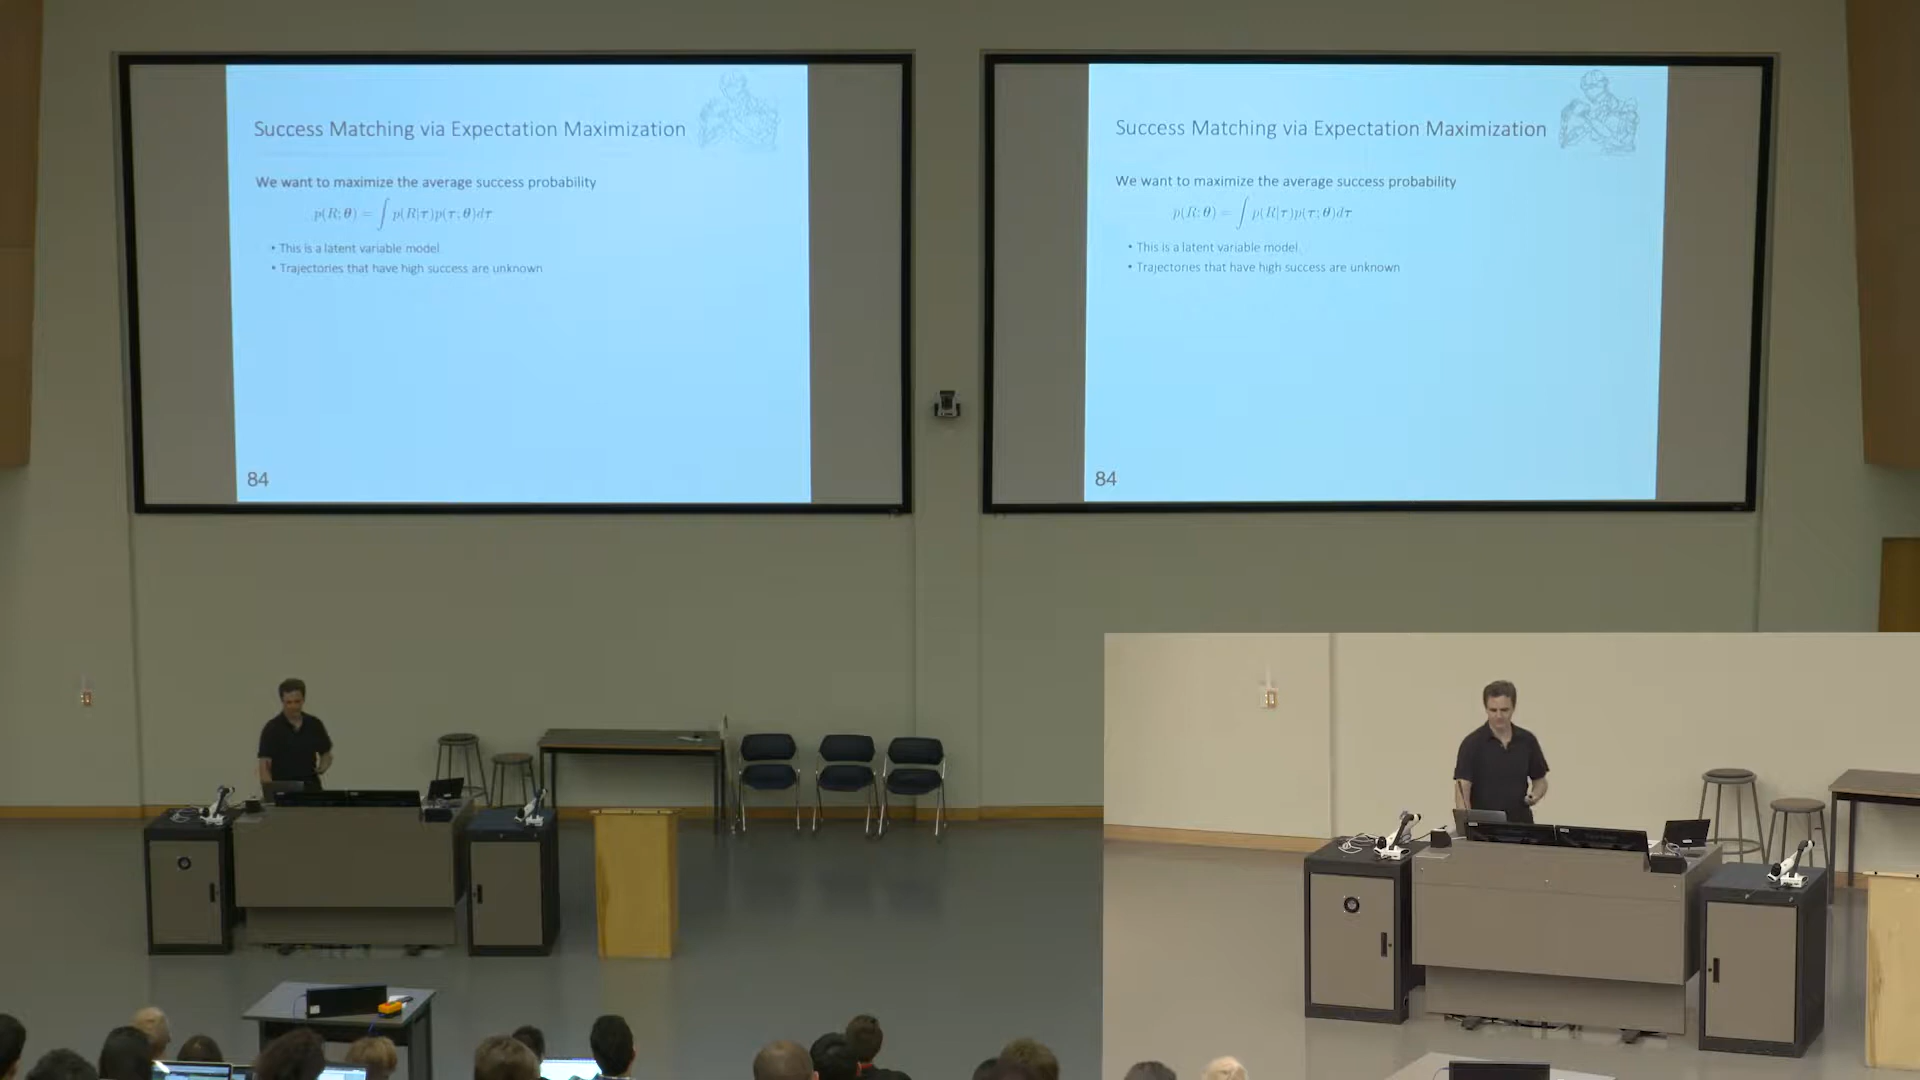 Success Matching via Expectation Maximization
We want to maximize the average success probability
p(R; θ) = ∫ p(R|τ)p(τ; θ)dτ
• This is a latent variable model
• Trajectories that have high success are unknown
84
Success Matching via Expectation Maximization
We want to maximize the average success probability
p(R; θ) = ∫ p(R|τ)p(τ; θ)dτ
• This is a latent variable model
• Trajectories that have high success are unknown
84